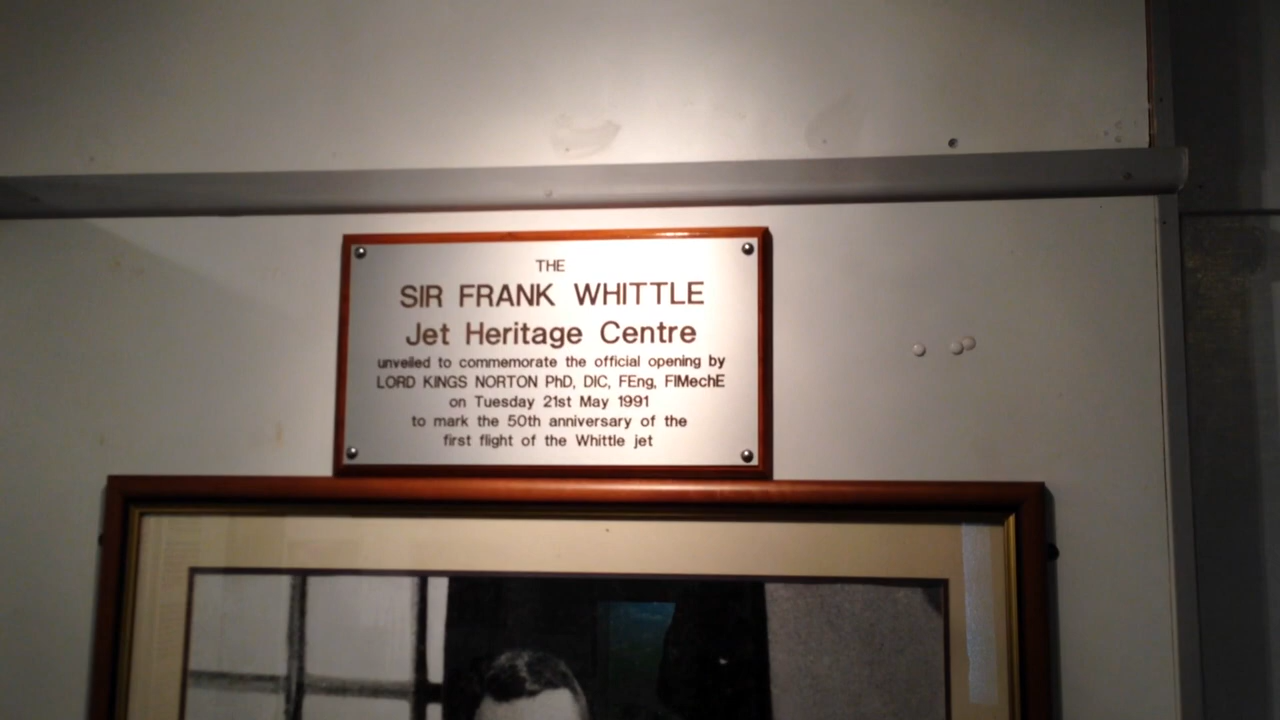 THE
SIR FRANK WHITTLE
Jet Heritage Centre
unveiled to commemorate the official opening by
LORD KINGS NORTON PhD, DIC, FEng, FIMechE
on Tuesday 21st May 1991
to mark the 50th anniversary of the
first flight of the Whittle jet